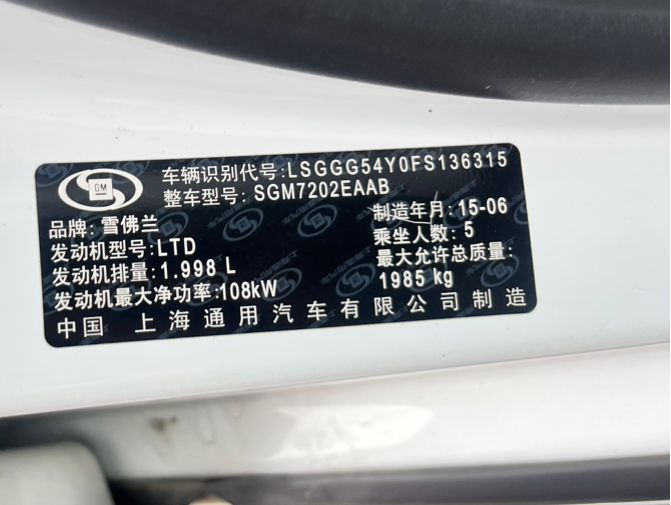 GM
车辆识别代号:LSGGG54Y0FS136315
整车型号: SGM7202EAAB
品牌: 雪佛兰
制造年月: 15-06
发动机型号: LTD
乘坐人数: 5
发动机排量: 1.998 L
最大允许总质量:
1985 kg
发动机最大净功率: 108kW
中国 上海通用汽车有限公司制造